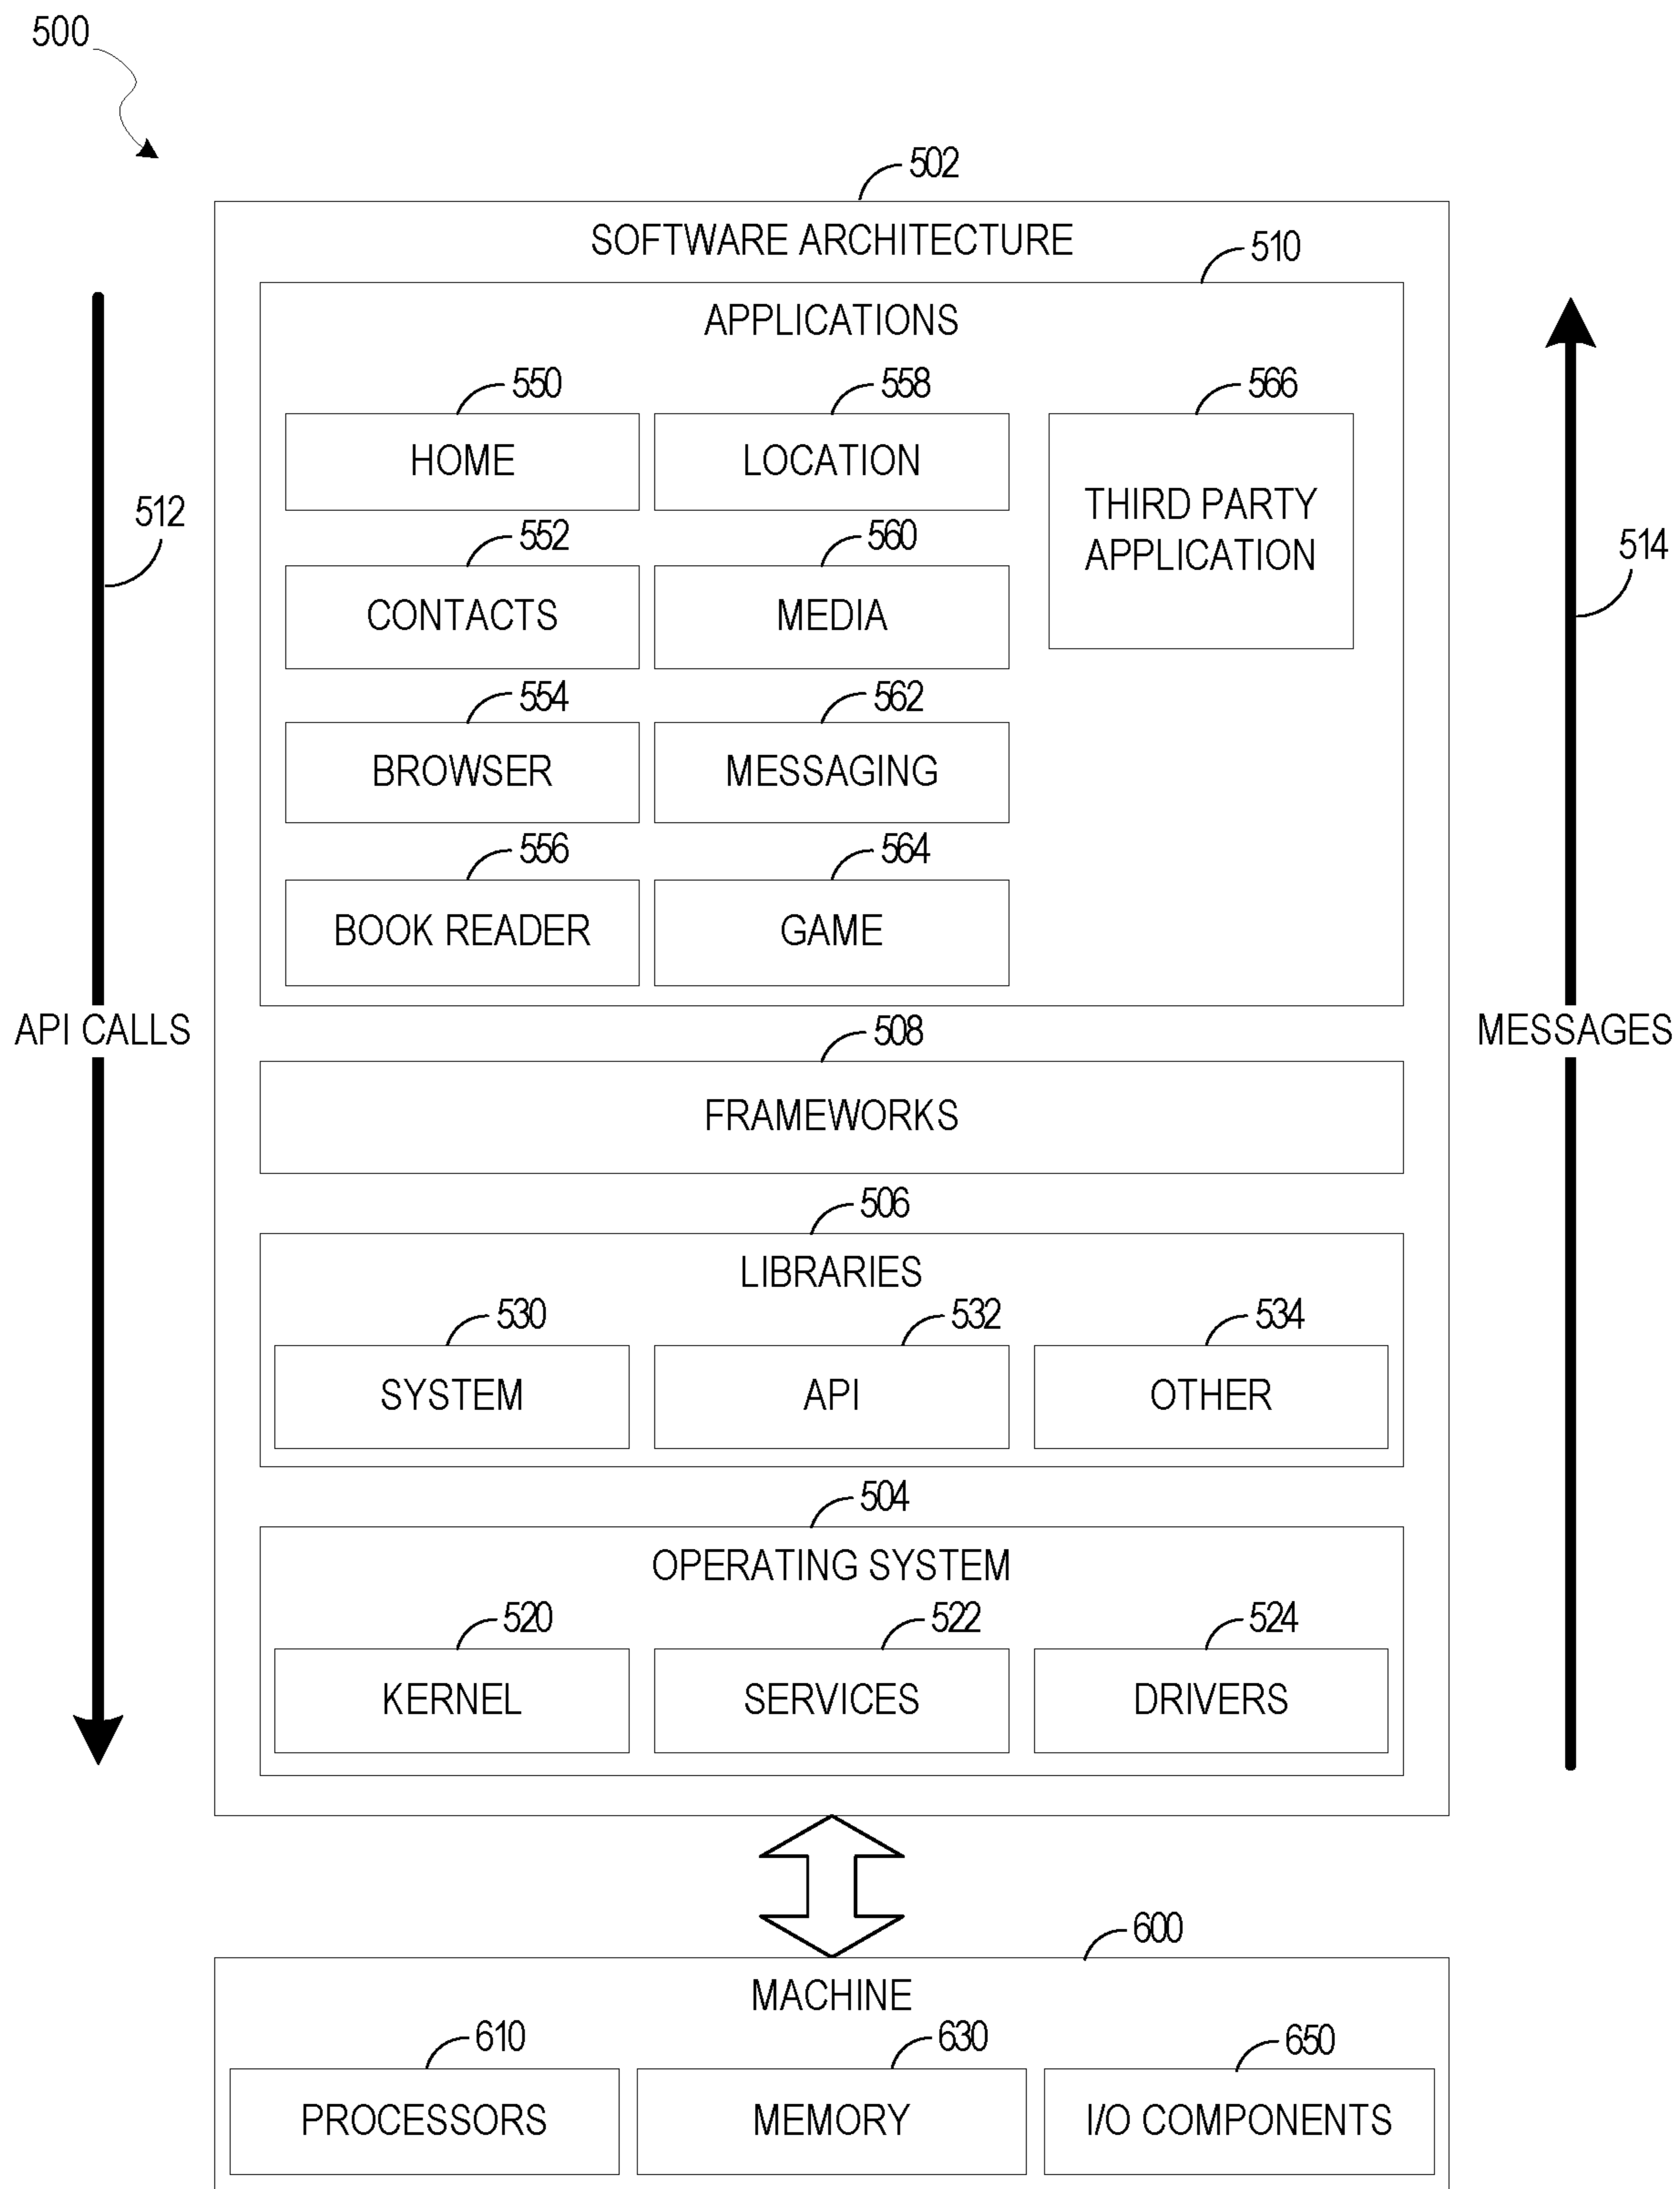 500
502
SOFTWARE ARCHITECTURE
510
APPLICATIONS
550
558
566
HOME
LOCATION
THIRD PARTY
APPLICATION
512
514
552
560
CONTACTS
MEDIA
554
562
BROWSER
MESSAGING
556
564
BOOK READER
GAME
API CALLS
MESSAGES
508
FRAMEWORKS
506
LIBRARIES
530
532
534
SYSTEM
API
OTHER
504
OPERATING SYSTEM
520
522
524
KERNEL
SERVICES
DRIVERS
600
MACHINE
610
630
650
PROCESSORS
MEMORY
I/O COMPONENTS